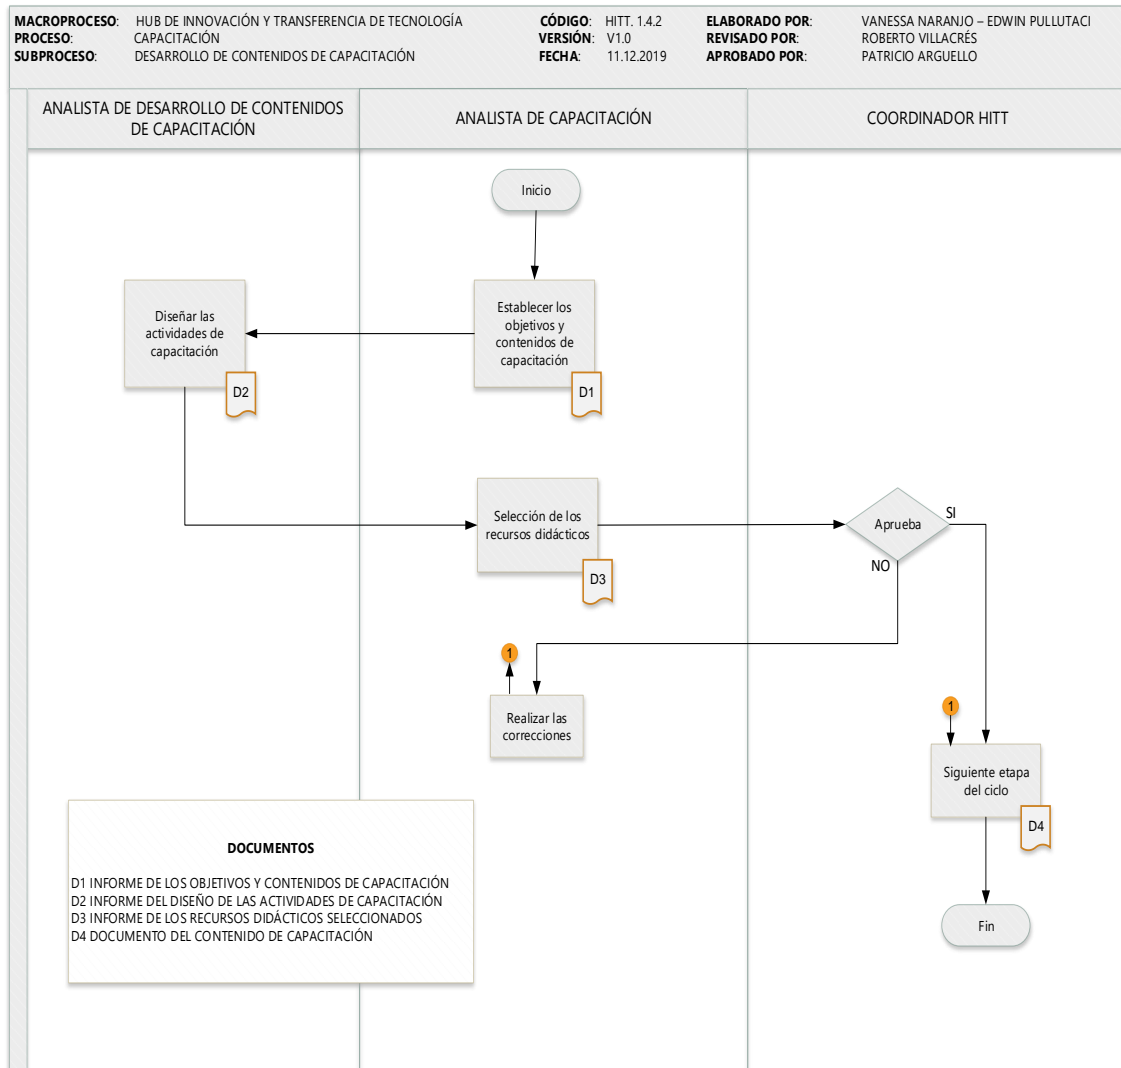 MACROPROCESO: HUB DE INNOVACIÓN Y TRANSFERENCIA DE TECNOLOGÍA CÓDIGO: HITT. 1.4.2 ELABORADO POR: VANESSA NARANJO – EDWIN PULLUTACI
PROCESO: CAPACITACIÓN VERSIÓN: V1.0 REVISADO POR: ROBERTO VILLACRÉS
SUBPROCESO: DESARROLLO DE CONTENIDOS DE CAPACITACIÓN FECHA: 11.12.2019 APROBADO POR: PATRICIO ARGUELLO
ANALISTA DE DESARROLLO DE CONTENIDOS
DE CAPACITACIÓN
ANALISTA DE CAPACITACIÓN
COORDINADOR HITT
Inicio
Establecer los
objetivos y
contenidos de
capacitación
D1
Diseñar las
actividades de
capacitación
D2
Selección de los
recursos didácticos
D3
Aprueba
SI
NO
1
Realizar las
correcciones
1
Siguiente etapa
del ciclo
D4
Fin
DOCUMENTOS
D1 INFORME DE LOS OBJETIVOS Y CONTENIDOS DE CAPACITACIÓN
D2 INFORME DEL DISEÑO DE LAS ACTIVIDADES DE CAPACITACIÓN
D3 INFORME DE LOS RECURSOS DIDÁCTICOS SELECCIONADOS
D4 DOCUMENTO DEL CONTENIDO DE CAPACITACIÓN